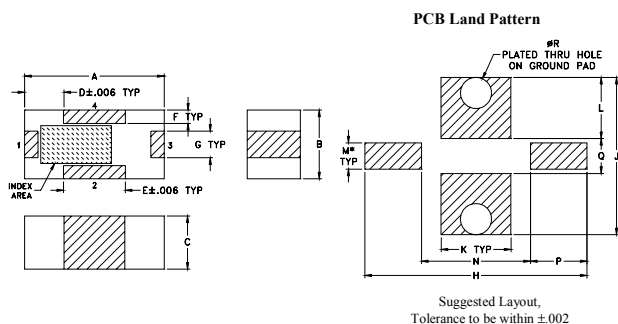 PCB Land Pattern
øR
PLATED THRU HOLE
ON GROUND PAD
A
D±.006 TYP
4
F TYP
1
G TYP
3
B
L
M*
TYP
Q
J
INDEX
AREA
2
E±.006 TYP
K TYP
C
N
P
H
Suggested Layout,
Tolerance to be within ±.002